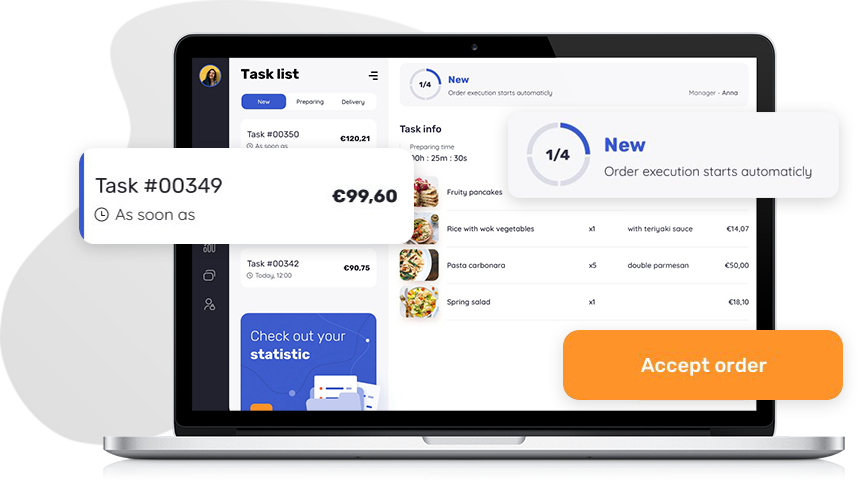 Task list
New Preparing Delivery
Task #00350 €120,21
As soon as
Task #00349 €99,60
As soon as
Task #00342 €90,75
Today, 12:00
Check out your
statistic
1/4 New
Order execution starts automaticly
Manager - Anna
Task info
Preparing time
00h : 25m : 30s
1/4 New
Order execution starts automaticly
Fruity pancakes
Rice with wok vegetables x1 with teriyaki sauce €14,07
Pasta carbonara x5 double parmesan €50,00
Spring salad x1 €18,10
Accept order